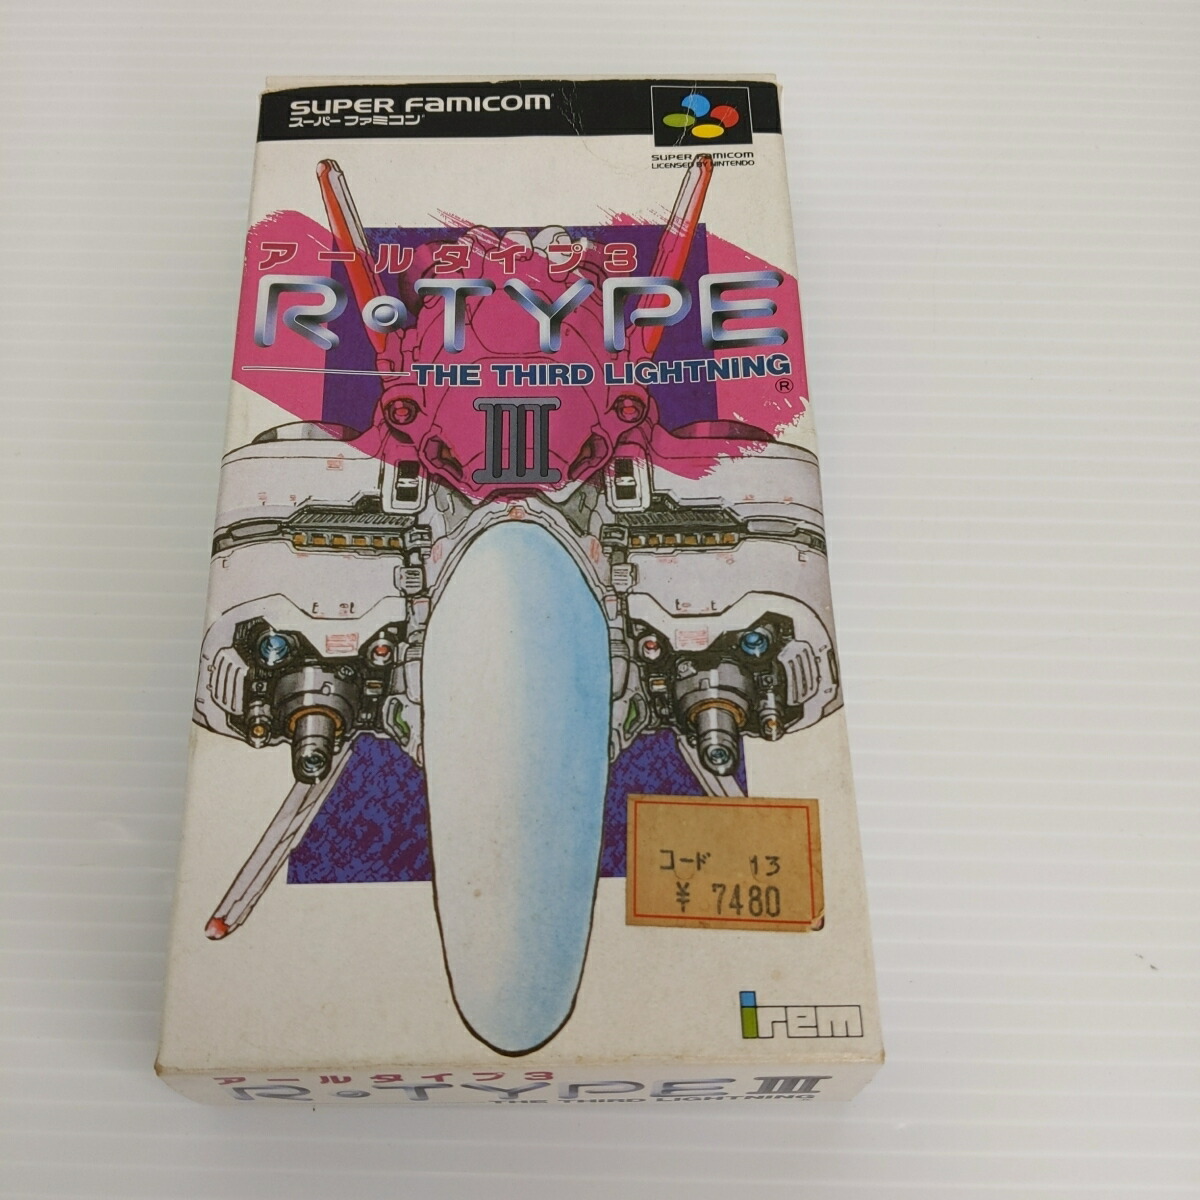 SUPER FAMICOM
スーパーファミコン
SUPER FAMICOM
LICENSED BY NINTENDO
アールタイプ3
R・TYPE
THE THIRD LIGHTNING
®
III
コード 13
¥ 7480
irem
アールタイプ3
R・TYPE III
THE THIRD LIGHTNING